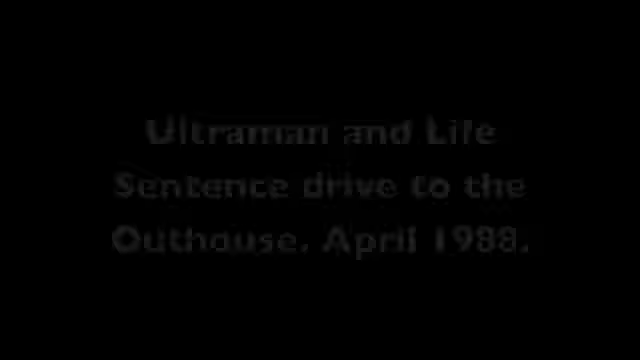 Ultraman and Life
Sentence drive to the
Outhouse. April 1988.